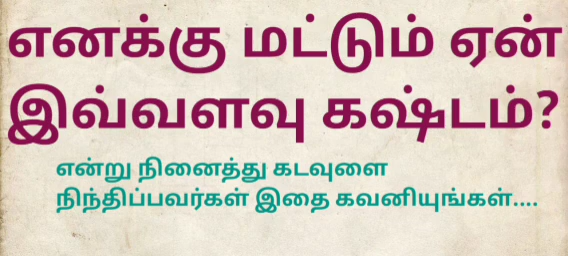 எனக்கு மட்டும் ஏன்
இவ்வளவு கஷ்டம்?
என்று நினைத்து கடவுளை
நிந்திப்பவர்கள் இதை கவனியுங்கள்....